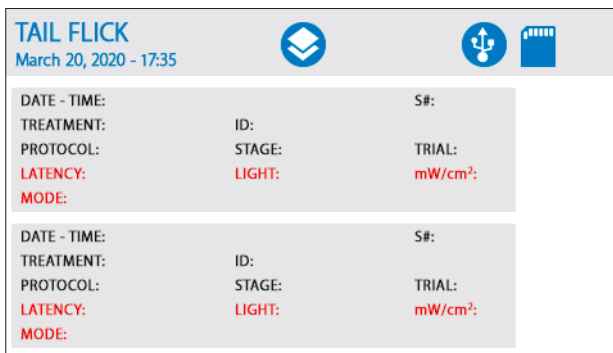 TAIL FLICK
March 20, 2020 - 17:35
DATE - TIME: S#:
TREATMENT: ID:
PROTOCOL: STAGE: TRIAL:
LATENCY: LIGHT: mW/cm²:
MODE:
DATE - TIME: S#:
TREATMENT: ID:
PROTOCOL: STAGE: TRIAL:
LATENCY: LIGHT: mW/cm²:
MODE: